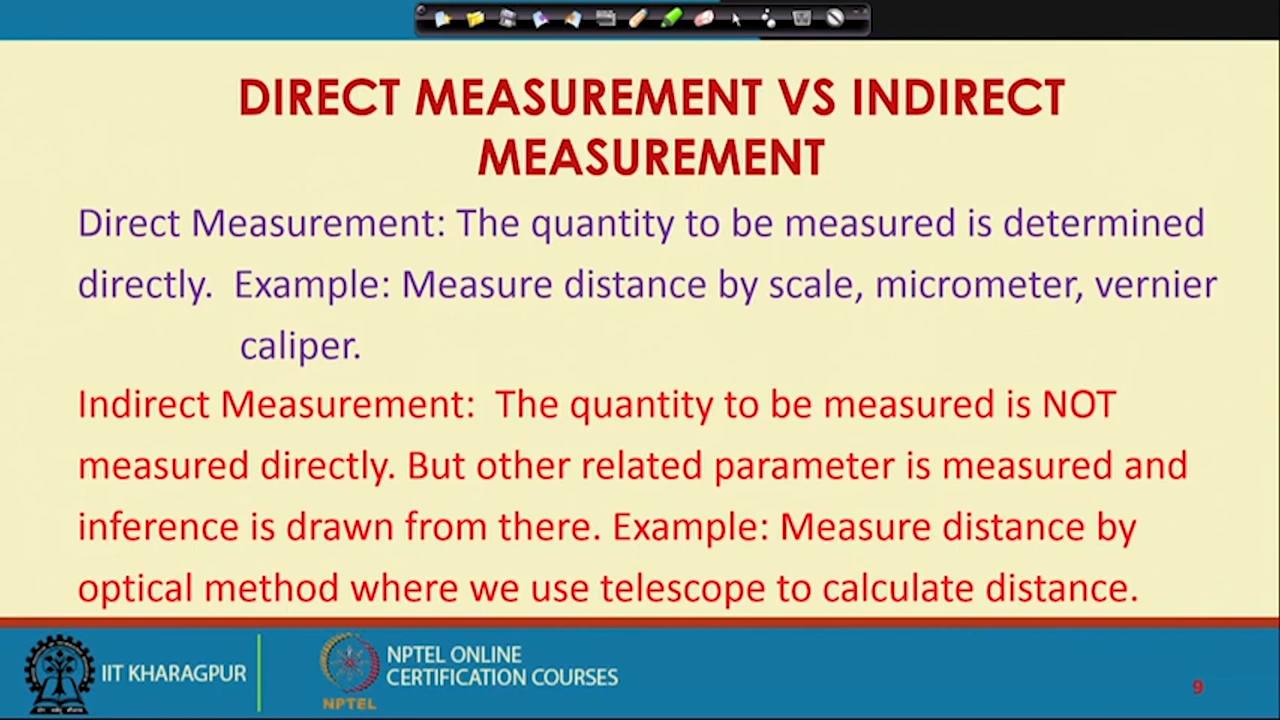 DIRECT MEASUREMENT VS INDIRECT
MEASUREMENT
Direct Measurement: The quantity to be measured is determined
directly. Example: Measure distance by scale, micrometer, vernier
caliper.
Indirect Measurement: The quantity to be measured is NOT
measured directly. But other related parameter is measured and
inference is drawn from there. Example: Measure distance by
optical method where we use telescope to calculate distance.
IIT KHARAGPUR
NPTEL
NPTEL ONLINE
CERTIFICATION COURSES
9